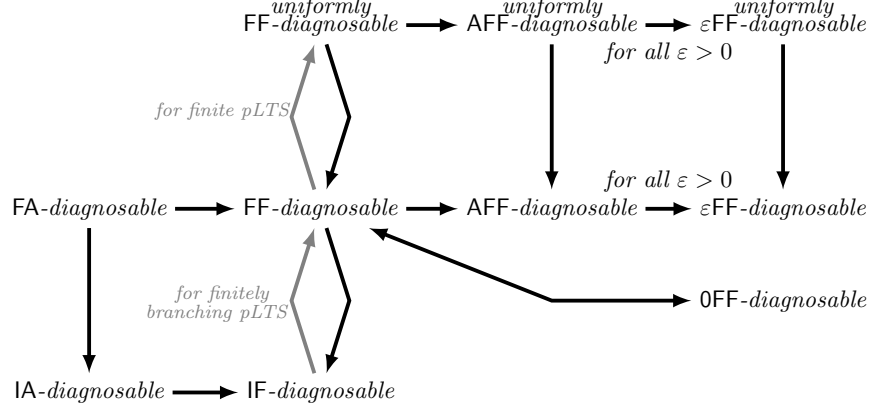 uniformly uniformly uniformly
FF-diagnosable AFF-diagnosable εFF-diagnosable
for all ε > 0
for finite pLTS
for all ε > 0
FA-diagnosable FF-diagnosable AFF-diagnosable εFF-diagnosable
for finitely
branching pLTS
0FF-diagnosable
IA-diagnosable IF-diagnosable